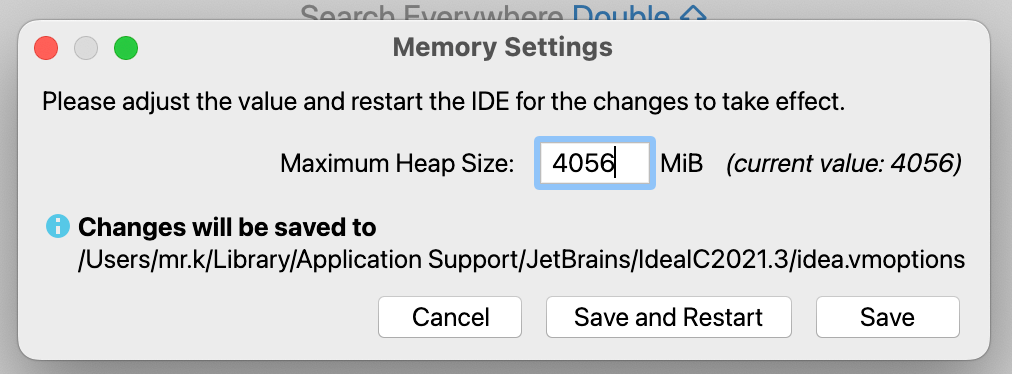 Search Everywhere Double
Memory Settings
Please adjust the value and restart the IDE for the changes to take effect.
Maximum Heap Size: 4056 MiB (current value: 4056)
Changes will be saved to
/Users/mr.k/Library/Application Support/JetBrains/IdeaIC2021.3/idea.vmoptions
Cancel Save and Restart Save